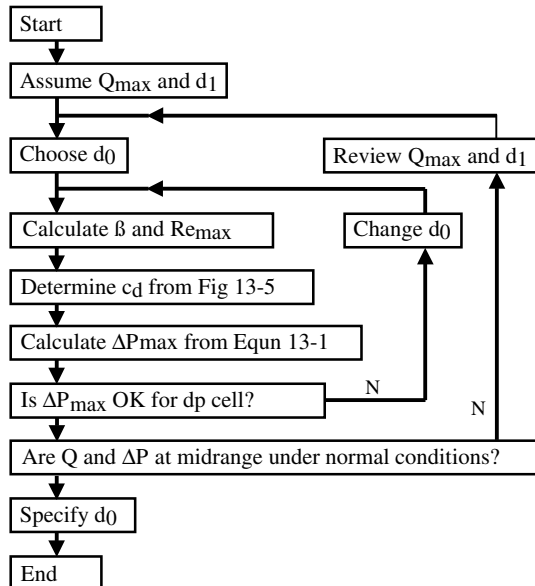 Start
Assume Qmax and d1
Choose d0
Review Qmax and d1
Calculate ß and Remax
Change d0
Determine cd from Fig 13-5
Calculate ΔPmax from Equn 13-1
Is ΔPmax OK for dp cell?
N
N
Are Q and ΔP at midrange under normal conditions?
Specify d0
End